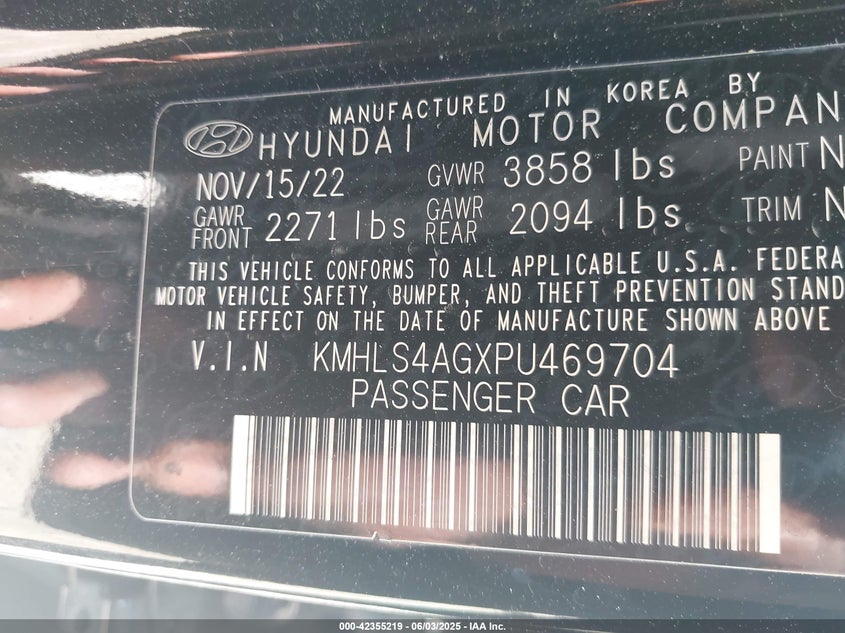 MANUFACTURED IN KOREA BY
HYUNDAI MOTOR COMPAN
NOV/15/22 GVWR 3858 lbs PAINT N
GAWR FRONT 2271 lbs GAWR REAR 2094 lbs TRIM N
THIS VEHICLE CONFORMS TO ALL APPLICABLE U.S.A. FEDERA
MOTOR VEHICLE SAFETY, BUMPER, AND THEFT PREVENTION STAND
IN EFFECT ON THE DATE OF MANUFACTURE SHOWN ABOVE
V.I.N KMHLS4AGXPU469704
PASSENGER CAR
000-42355219 - 06/03/2025 - IAA Inc.